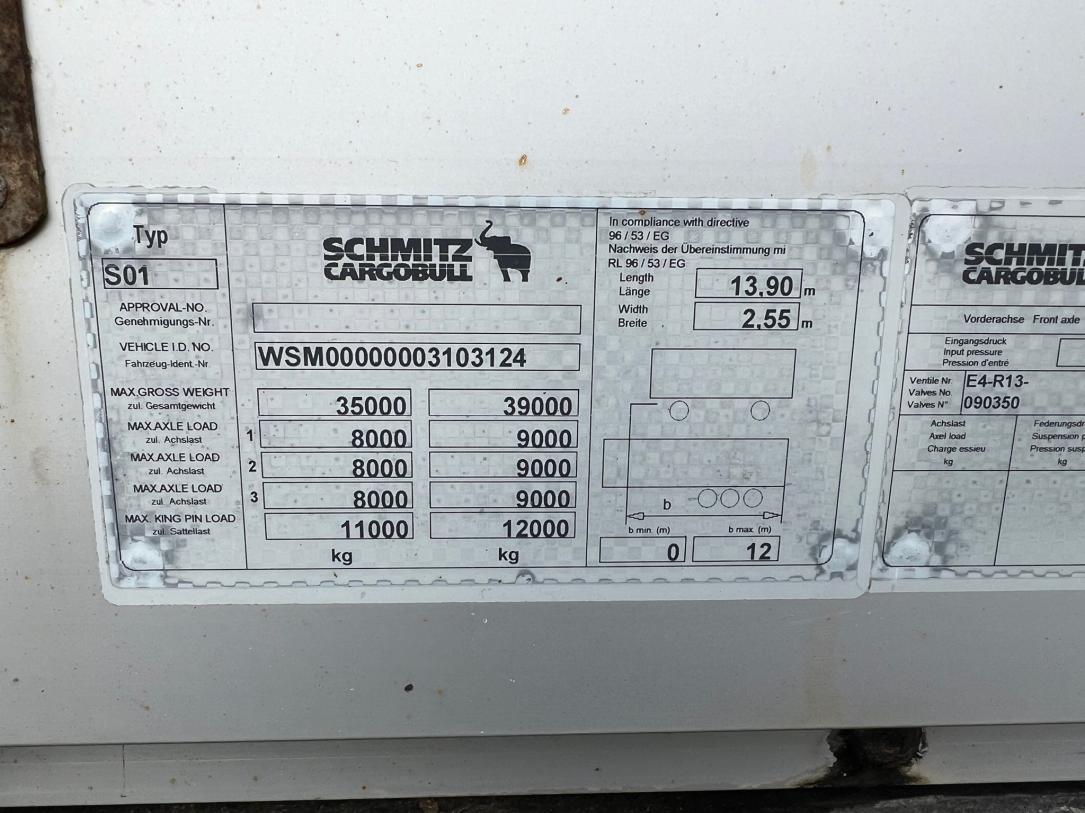 Typ
S01
SCHMITZ
CARGOBULL
APPROVAL-NO.
Genehmigungs-Nr.
VEHICLE I.D. NO.
Fahrzeug-Ident.-Nr.
WSM00000003103124
MAX.GROSS WEIGHT
zul. Gesamtgewicht
35000 39000
MAX.AXLE LOAD
zul. Achslast
1 8000 9000
MAX.AXLE LOAD
zul. Achslast
2 8000 9000
MAX.AXLE LOAD
zul. Achslast
3 8000 9000
MAX. KING PIN LOAD
zul. Sattellast
11000 12000
kg kg
In compliance with directive
96 / 53 / EG
Nachweis der Übereinstimmung mi
RL 96 / 53 / EG
Length
Länge
13,90 m
Width
Breite
2,55 m
b
b min. (m) b max. (m)
0 12
SCHMITZ
CARGOBULL
Vorderachse Front axle
Eingangsdruck
Input pressure
Pression d'entré
Ventile Nr.
Valves No.
Valves N°
E4-R13-
090350
Achslast
Axel load
Charge essieu
kg
Federungsdr
Suspension p
Pression susp
kg